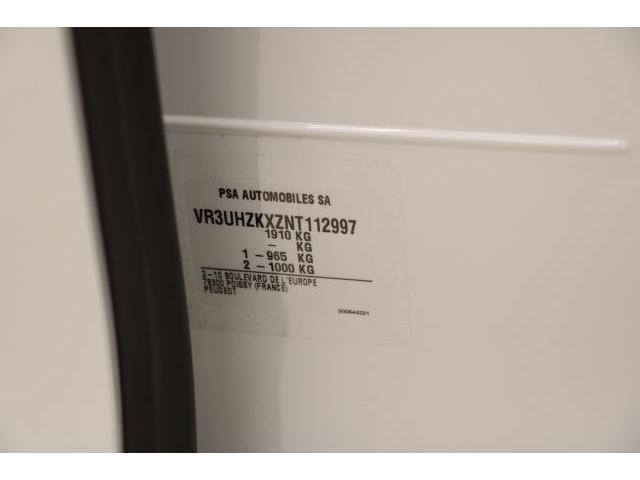 PSA AUTOMOBILES SA
VR3UHZKXZNT112997
1910 KG
– KG
1 – 965 KG
2 – 1000 KG
2-10 BOULEVARD DE L'EUROPE
78300 POISSY (FRANCE)
PEUGEOT
000644221